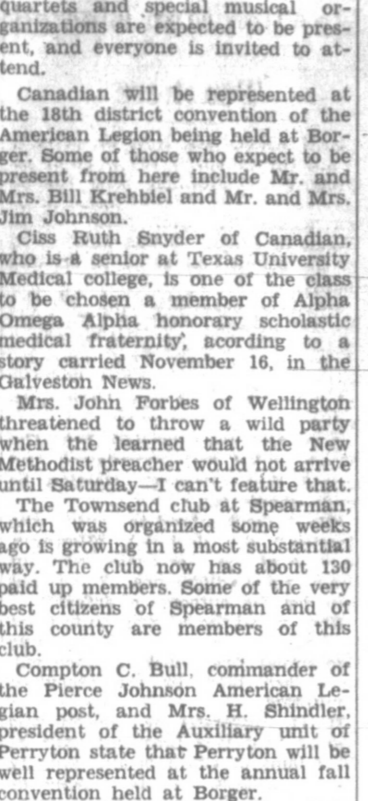 quartets and special musical or-
ganizations are expected to be pres-
ent, and everyone is invited to at-
tend.
Canadian will be represented at
the 18th district convention of the
American Legion being held at Bor-
ger. Some of those who expect to be
present from here include Mr. and
Mrs. Bill Krehbiel and Mr. and Mrs.
Jim Johnson.
Ciss Ruth Snyder of Canadian,
who is a senior at Texas University
Medical college, is one of the class
to be chosen a member of Alpha
Omega Alpha honorary scholastic
medical fraternity, acording to a
story carried November 16, in the
Galveston News.
Mrs. John Forbes of Wellington
threatened to throw a wild party
when the learned that the New
Methodist preacher would not arrive
until Saturday—I can't feature that.
The Townsend club at Spearman,
which was organized some weeks
ago is growing in a most substantial
way. The club now has about 130
paid up members. Some of the very
best citizens of Spearman and of
this county are members of this
club.
Compton C. Bull, commander of
the Pierce Johnson American Le-
gian post, and Mrs. H. Shindler,
president of the Auxiliary unit of
Perryton state that Perryton will be
well represented at the annual fall
convention held at Borger.